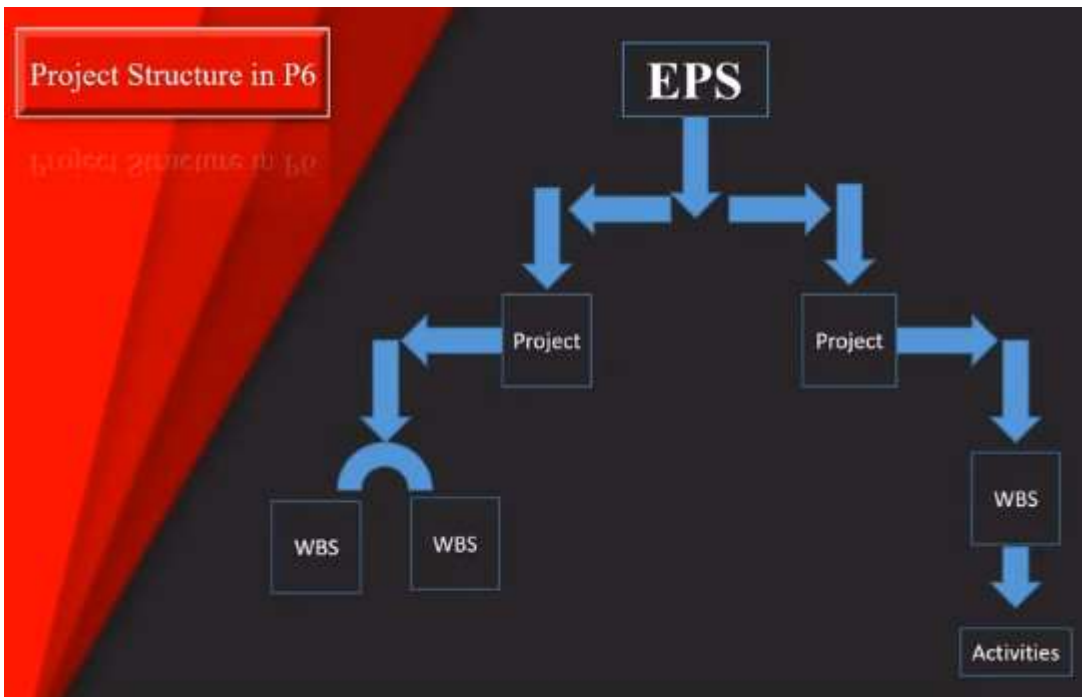 Project Structure in P6
EPS
Project
Project
WBS
WBS
WBS
Activities